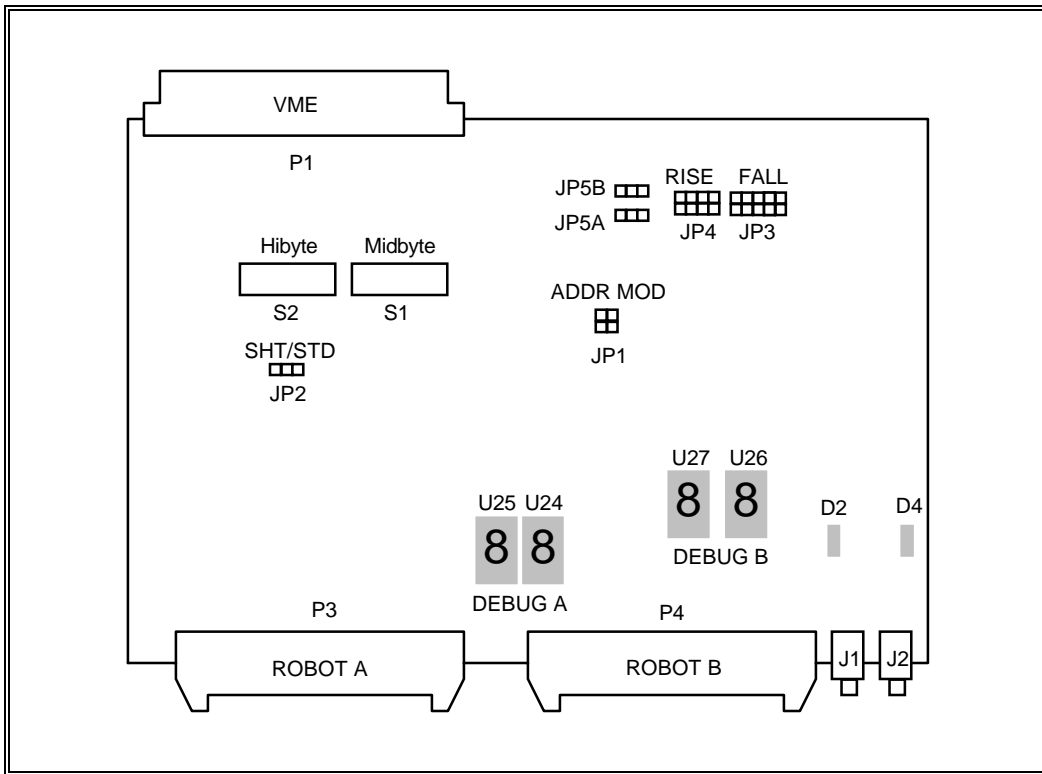 VME
P1
RISE FALL
JP5B
JP5A
JP4 JP3
Hibyte Midbyte
S2 S1
ADDR MOD
JP1
SHT/STD
JP2
U27 U26
8 8
DEBUG B
U25 U24
8 8
DEBUG A
D2 D4
P3 P4
ROBOT A ROBOT B J1 J2